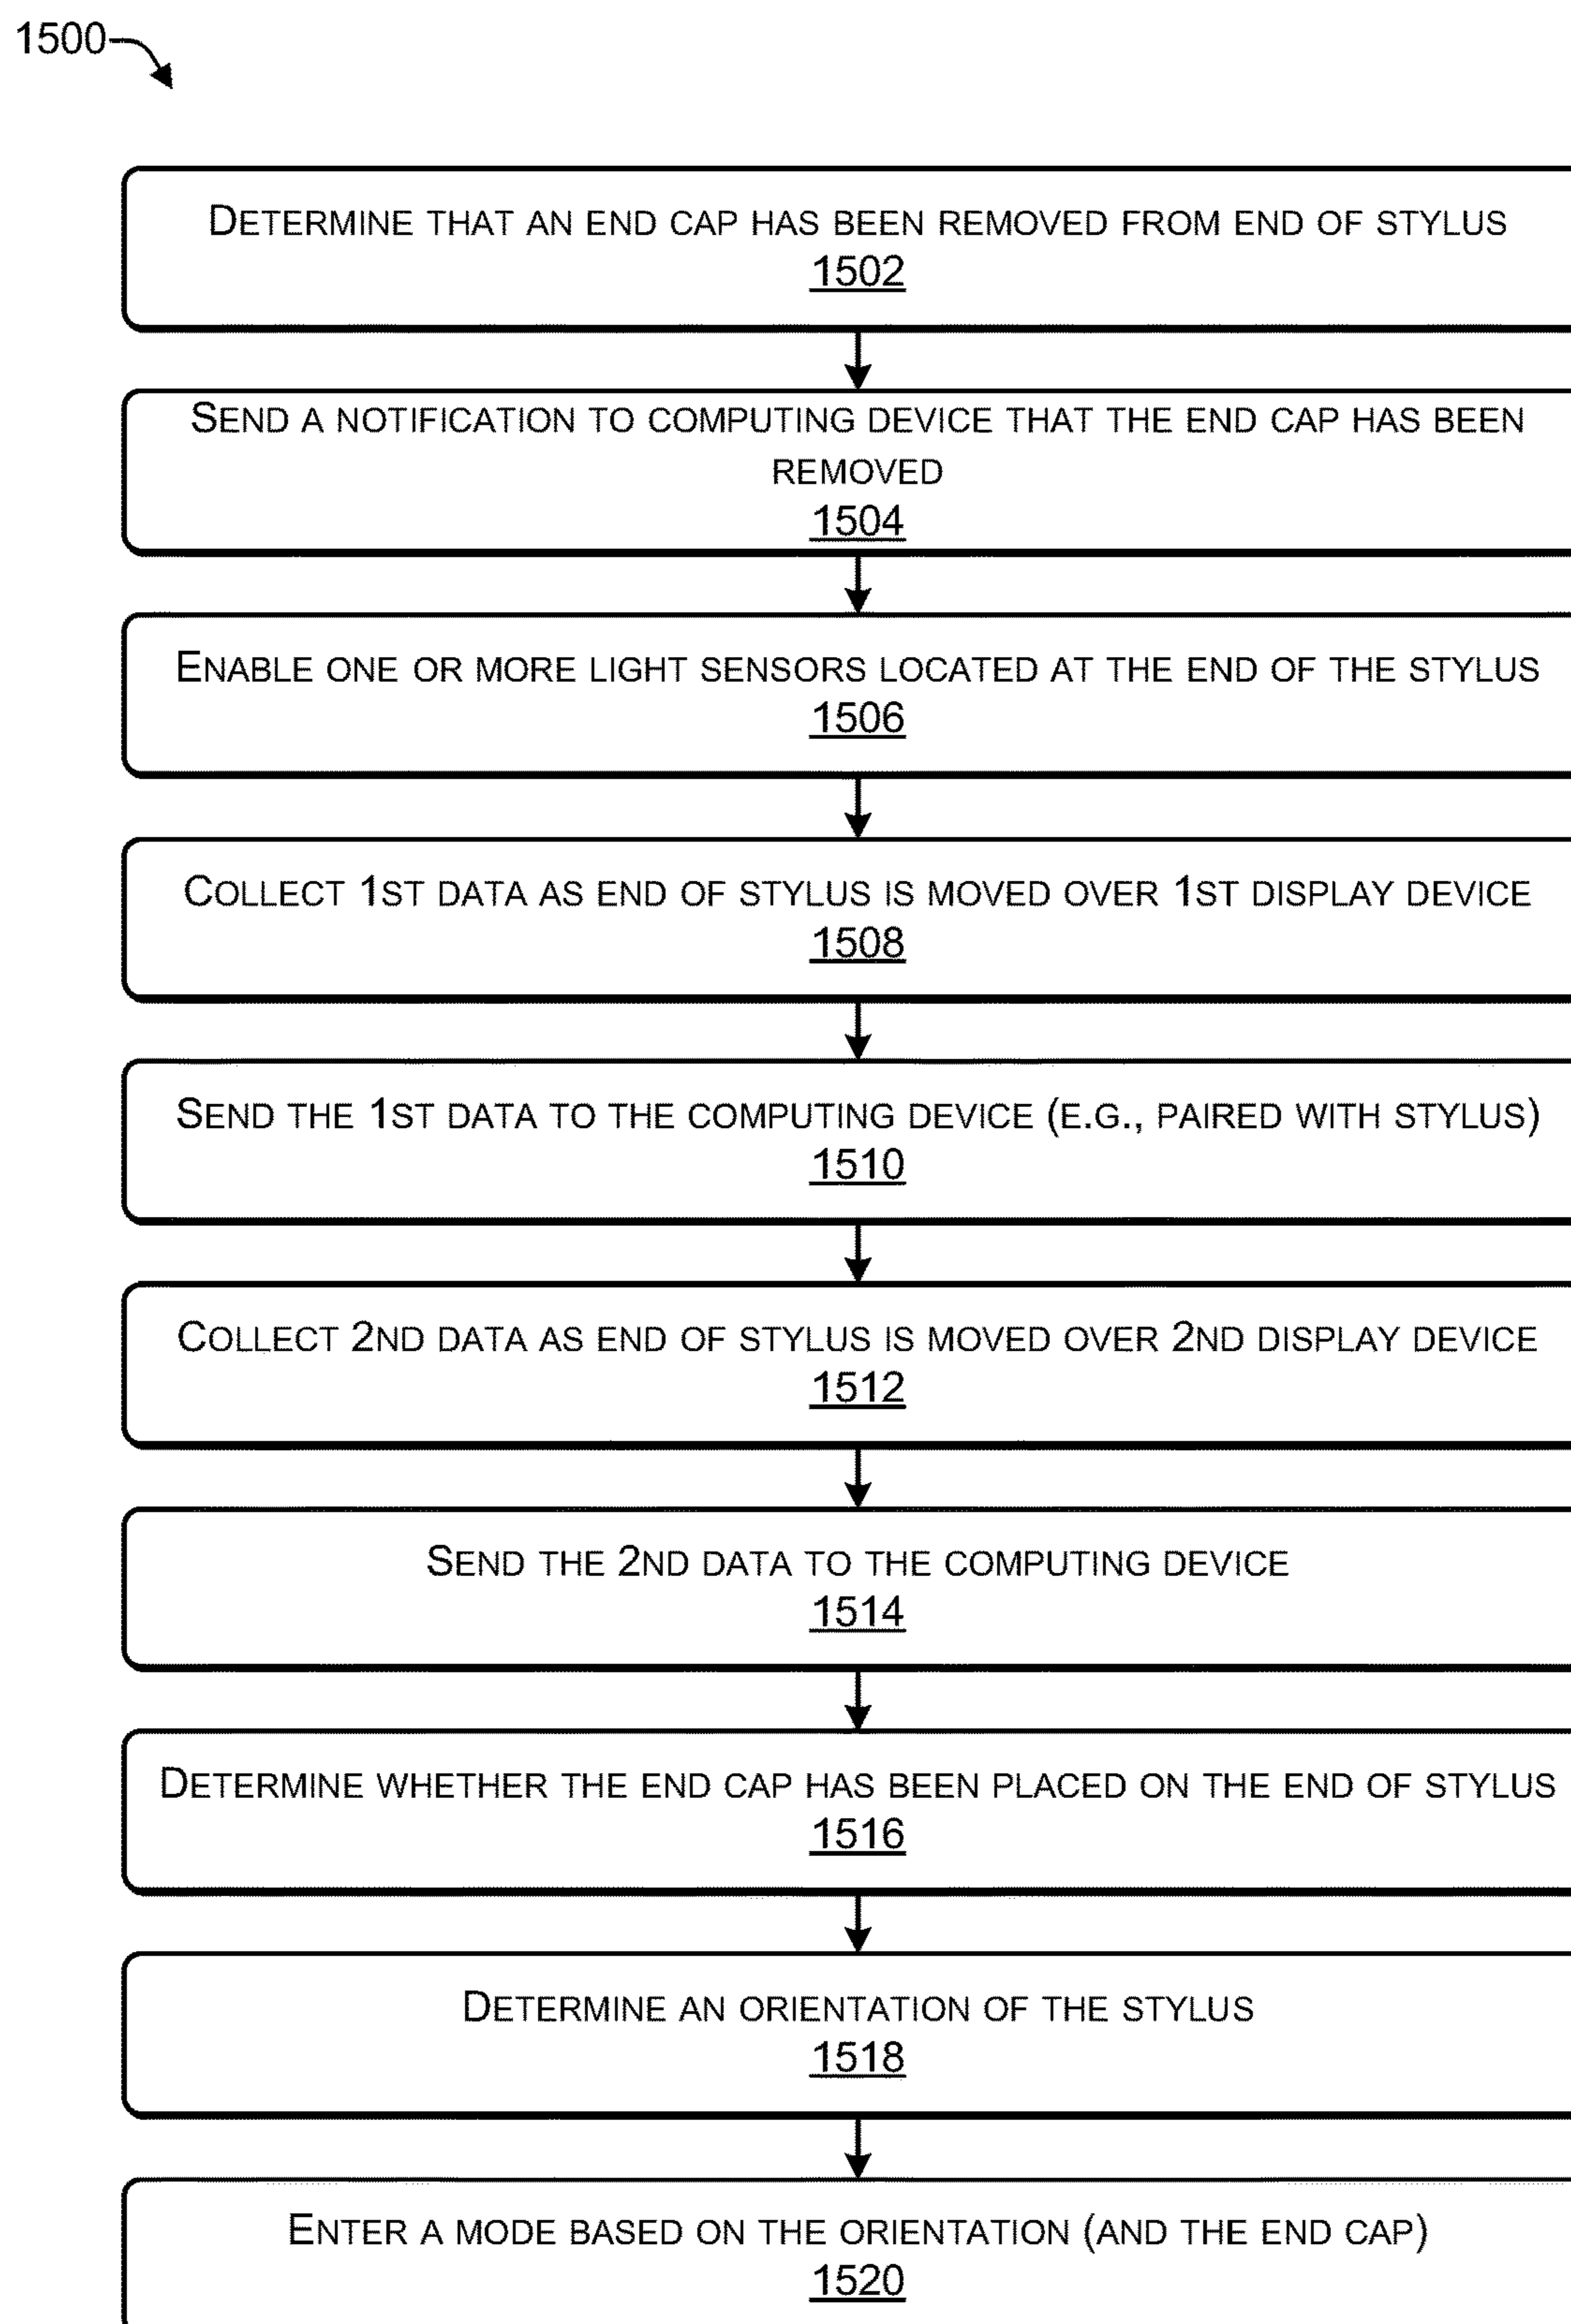 1500
DETERMINE THAT AN END CAP HAS BEEN REMOVED FROM END OF STYLUS
1502
SEND A NOTIFICATION TO COMPUTING DEVICE THAT THE END CAP HAS BEEN
REMOVED
1504
ENABLE ONE OR MORE LIGHT SENSORS LOCATED AT THE END OF THE STYLUS
1506
COLLECT 1ST DATA AS END OF STYLUS IS MOVED OVER 1ST DISPLAY DEVICE
1508
SEND THE 1ST DATA TO THE COMPUTING DEVICE (E.G., PAIRED WITH STYLUS)
1510
COLLECT 2ND DATA AS END OF STYLUS IS MOVED OVER 2ND DISPLAY DEVICE
1512
SEND THE 2ND DATA TO THE COMPUTING DEVICE
1514
DETERMINE WHETHER THE END CAP HAS BEEN PLACED ON THE END OF STYLUS
1516
DETERMINE AN ORIENTATION OF THE STYLUS
1518
ENTER A MODE BASED ON THE ORIENTATION (AND THE END CAP)
1520